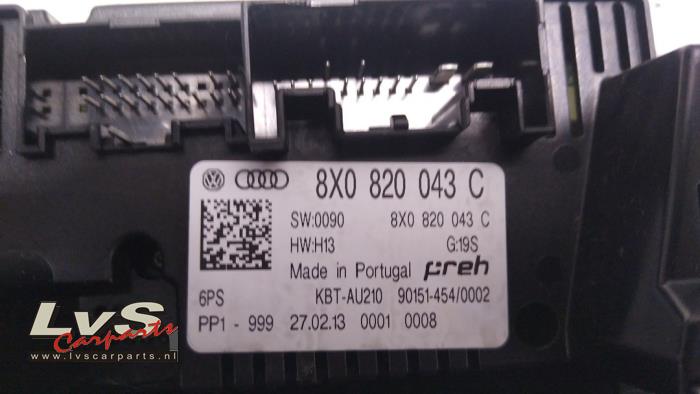 8X0 820 043 C
SW:0090 8X0 820 043 C
HW:H13 G:19S
Made in Portugal preh
6PS KBT-AU210 90151-454/0002
PP1 - 999 27.02.13 0001 0008
LvS
Carparts
www.lvscarparts.nl